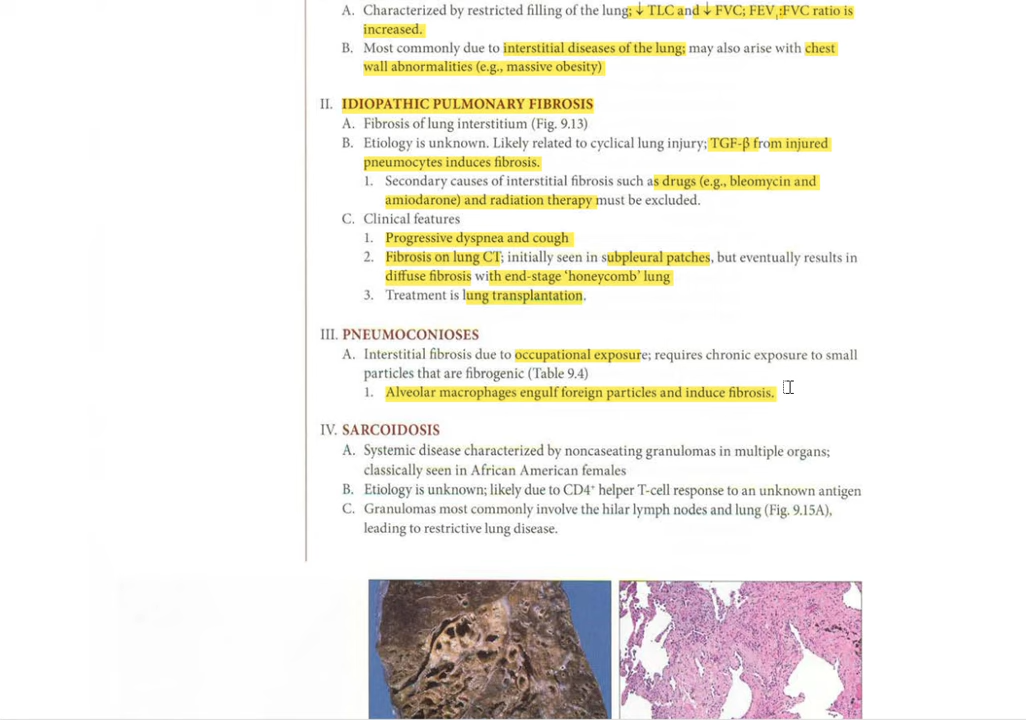 A. Characterized by restricted filling of the lung; ↓ TLC and ↓ FVC; FEV₁:FVC ratio is
increased.
B. Most commonly due to interstitial diseases of the lung; may also arise with chest
wall abnormalities (e.g., massive obesity)
II. IDIOPATHIC PULMONARY FIBROSIS
A. Fibrosis of lung interstitium (Fig. 9.13)
B. Etiology is unknown. Likely related to cyclical lung injury; TGF-β from injured
pneumocytes induces fibrosis.
1. Secondary causes of interstitial fibrosis such as drugs (e.g., bleomycin and
amiodarone) and radiation therapy must be excluded.
C. Clinical features
1. Progressive dyspnea and cough
2. Fibrosis on lung CT; initially seen in subpleural patches, but eventually results in
diffuse fibrosis with end-stage ‘honeycomb’ lung
3. Treatment is lung transplantation.
III. PNEUMOCONIOSES
A. Interstitial fibrosis due to occupational exposure; requires chronic exposure to small
particles that are fibrogenic (Table 9.4)
1. Alveolar macrophages engulf foreign particles and induce fibrosis.
IV. SARCOIDOSIS
A. Systemic disease characterized by noncaseating granulomas in multiple organs;
classically seen in African American females
B. Etiology is unknown; likely due to CD4⁺ helper T-cell response to an unknown antigen
C. Granulomas most commonly involve the hilar lymph nodes and lung (Fig. 9.15A),
leading to restrictive lung disease.